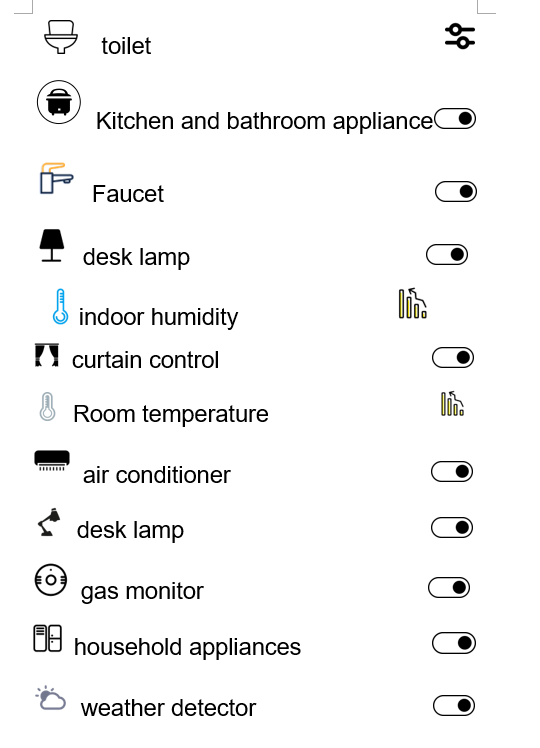 toilet
Kitchen and bathroom appliance
Faucet
desk lamp
indoor humidity
curtain control
Room temperature
air conditioner
desk lamp
gas monitor
household appliances
weather detector